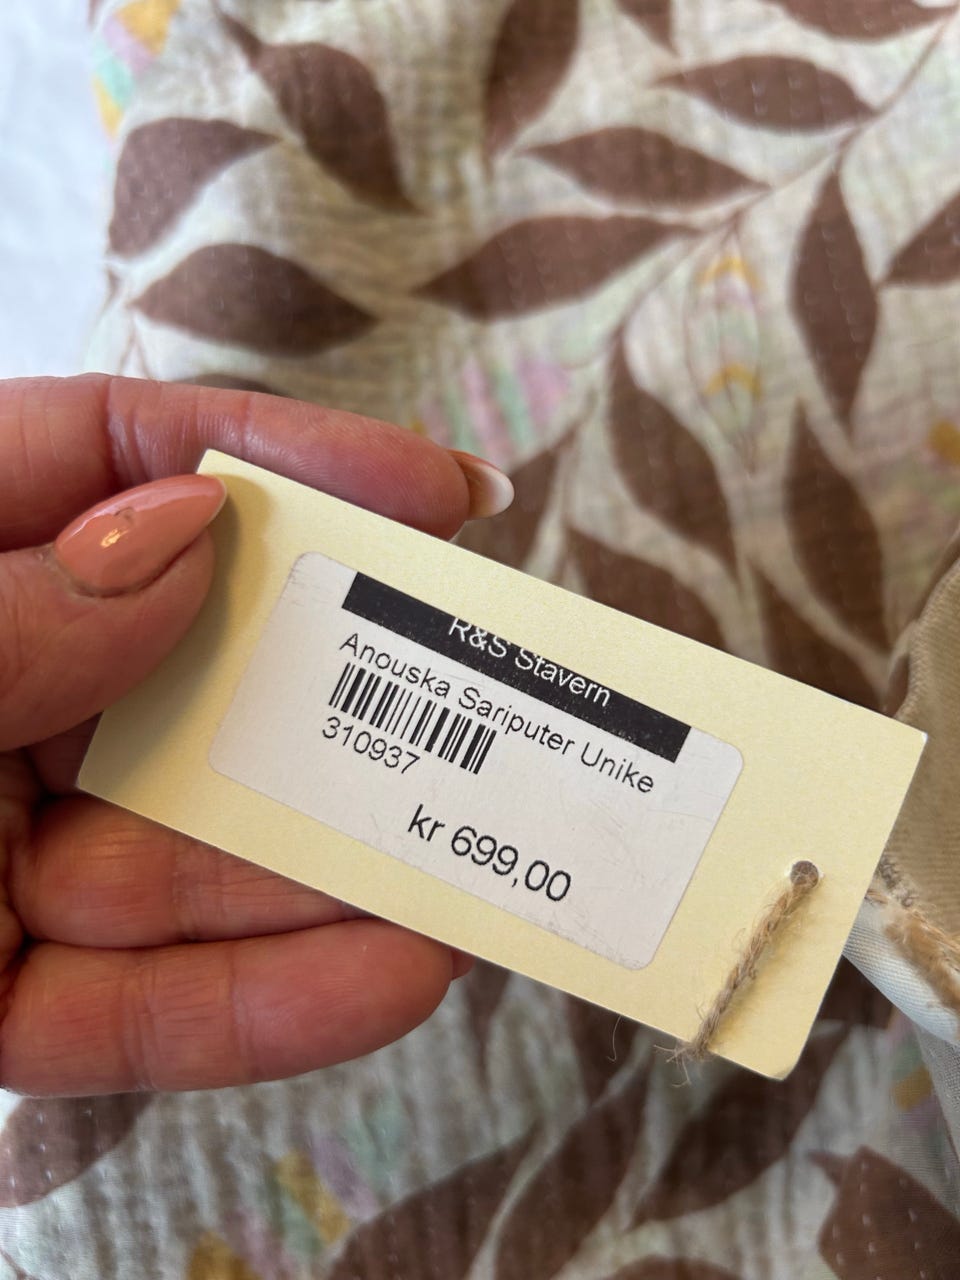 R&S Stavern
Anouska Sariputer Unike
310937
kr 699,00